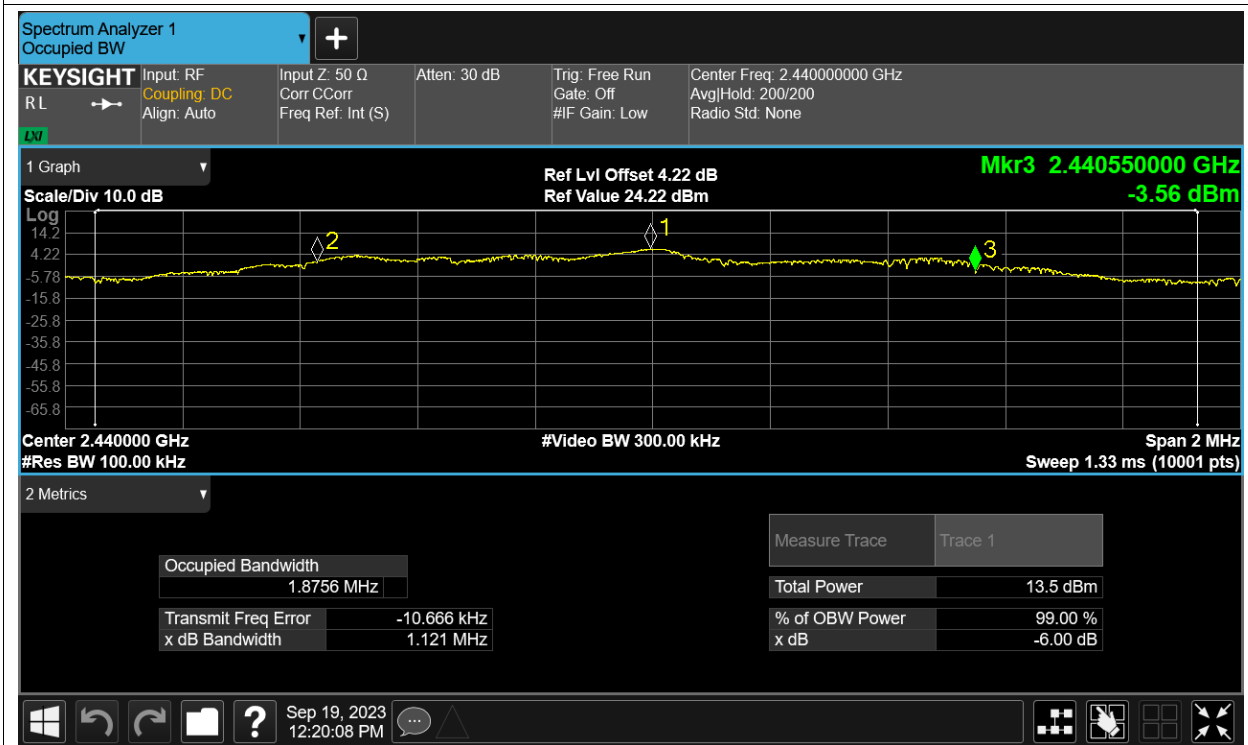 Spectrum Analyzer 1
Occupied BW
KEYSIGHT
R L
LXI
Input: RF
Coupling: DC
Align: Auto
Input Z: 50 Ω
Corr CCorr
Freq Ref: Int (S)
Atten: 30 dB
Trig: Free Run
Gate: Off
#IF Gain: Low
Center Freq: 2.440000000 GHz
Avg|Hold: 200/200
Radio Std: None
1 Graph
Scale/Div 10.0 dB
Ref Lvl Offset 4.22 dB
Ref Value 24.22 dBm
Mkr3 2.440550000 GHz
-3.56 dBm
Log
14.2
4.22
-5.78
-15.8
-25.8
-35.8
-45.8
-55.8
-65.8
2
1
3
Center 2.440000 GHz
#Res BW 100.00 kHz
#Video BW 300.00 kHz
Span 2 MHz
Sweep 1.33 ms (10001 pts)
2 Metrics
Occupied Bandwidth
1.8756 MHz
Transmit Freq Error -10.666 kHz
x dB Bandwidth 1.121 MHz
Measure Trace Trace 1
Total Power 13.5 dBm
% of OBW Power 99.00 %
x dB -6.00 dB
?
Sep 19, 2023
12:20:08 PM